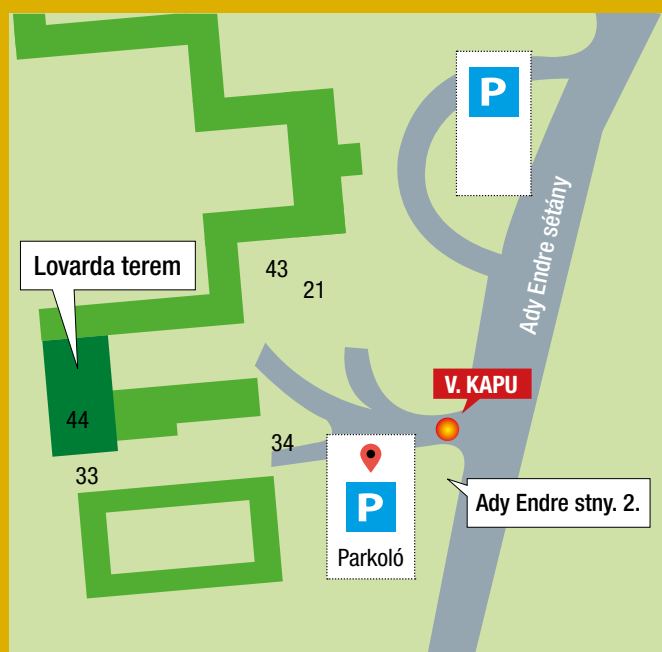 P
Ady Endre sétány
Lovarda terem
43
21
V. KAPU
44
34
33
Ady Endre stny. 2.
P
Parkoló